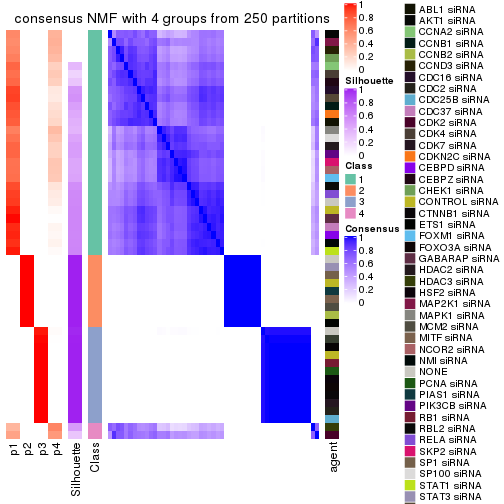 consensus NMF with 4 groups from 250 partitions
p1
p2
p3
p4
Silhouette
Class
agent
1
0.8
0.6
0.4
0.2
0
Silhouette
1
0.8
0.6
0.4
0.2
0
Class
1
2
3
4
Consensus
1
0.8
0.6
0.4
0.2
0
ABL1 siRNA
AKT1 siRNA
CCNA2 siRNA
CCNB1 siRNA
CCNB2 siRNA
CCND3 siRNA
CDC16 siRNA
CDC2 siRNA
CDC25B siRNA
CDC37 siRNA
CDK2 siRNA
CDK4 siRNA
CDK7 siRNA
CDKN2C siRNA
CEBPD siRNA
CEBPZ siRNA
CHEK1 siRNA
CONTROL siRNA
CTNNB1 siRNA
ETS1 siRNA
FOXM1 siRNA
FOXO3A siRNA
GABARAP siRNA
HDAC2 siRNA
HDAC3 siRNA
HSF2 siRNA
MAP2K1 siRNA
MAPK1 siRNA
MCM2 siRNA
MITF siRNA
NCOR2 siRNA
NMI siRNA
NONE
PCNA siRNA
PIAS1 siRNA
PIK3CB siRNA
RB1 siRNA
RBL2 siRNA
RELA siRNA
SKP2 siRNA
SP1 siRNA
SP100 siRNA
STAT1 siRNA
STAT3 siRNA